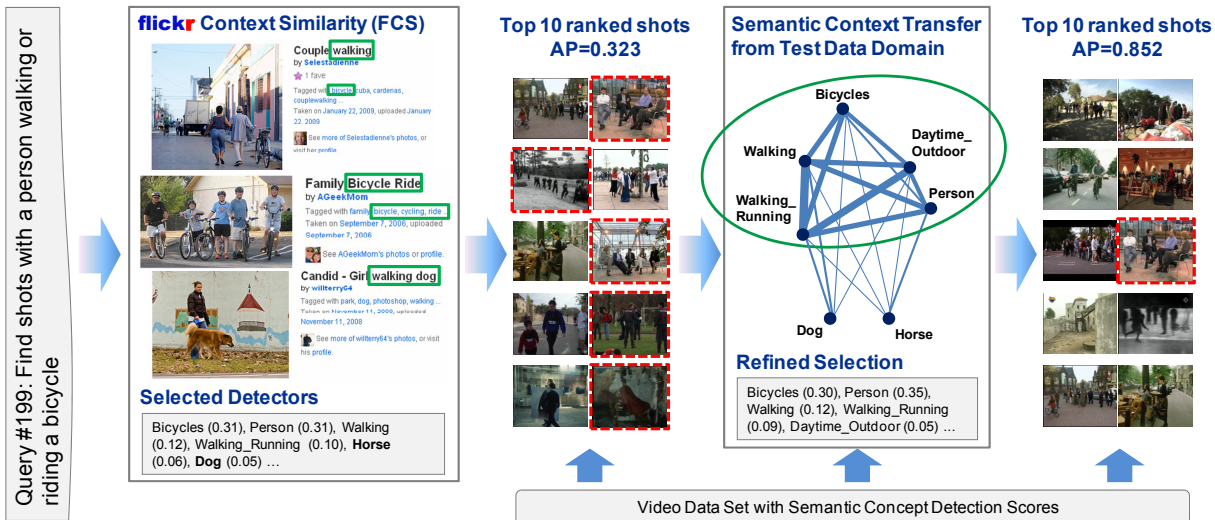 Query #199: Find shots with a person walking or
riding a bicycle
flickr Context Similarity (FCS)
Couple walking
by Selestadienne
1 fave
Tagged with bicycle, cuba, cardenas,
couplewalking ...
Taken on January 22, 2009, uploaded January
22, 2009
See more of Selestadienne's photos, or
visit her profile.
Family Bicycle Ride
by AGeekMom
Tagged with family, bicycle, cycling, ride ...
Taken on September 7, 2006, uploaded
September 7, 2006
See AGeekMom's photos or profile.
Candid - Girl walking dog
by willterry64
Tagged with park, dog, photoshop, walking ...
Taken on November 11, 2008, uploaded
November 11, 2008
See more of willterry64's photos, or visit
his profile.
Selected Detectors
Bicycles (0.31), Person (0.31), Walking
(0.12), Walking_Running (0.10), Horse
(0.06), Dog (0.05) ...
Top 10 ranked shots
AP=0.323
Semantic Context Transfer
from Test Data Domain
Bicycles
Daytime_
Outdoor
Walking
Person
Walking_
Running
Dog
Horse
Refined Selection
Bicycles (0.30), Person (0.35),
Walking (0.12), Walking_Running
(0.09), Daytime_Outdoor (0.05) ...
Top 10 ranked shots
AP=0.852
Video Data Set with Semantic Concept Detection Scores